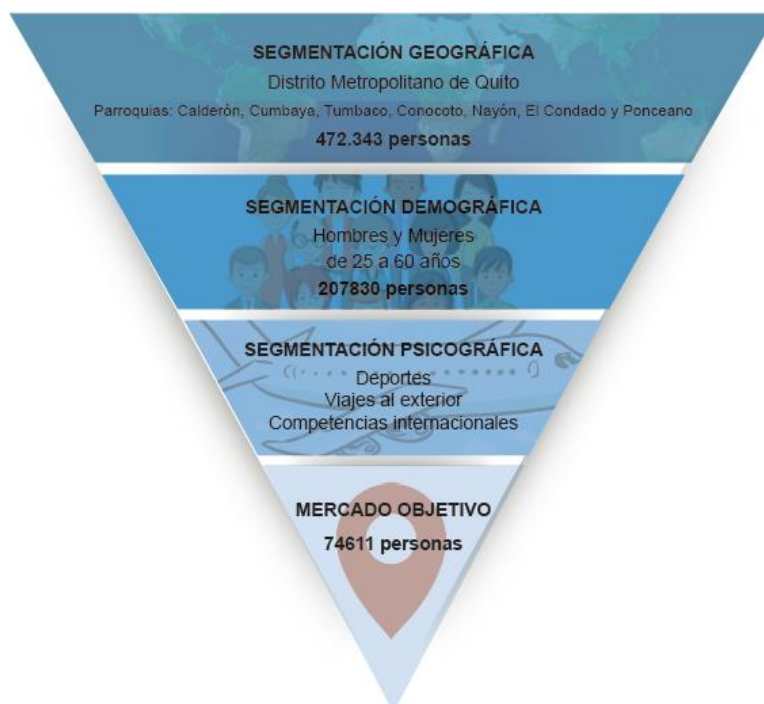 SEGMENTACIÓN GEOGRÁFICA
Distrito Metropolitano de Quito
Parroquias: Calderón, Cumbaya, Tumbaco, Conocoto, Nayón, El Condado y Ponceano
472.343 personas
SEGMENTACIÓN DEMOGRÁFICA
Hombres y Mujeres
de 25 a 60 años
207830 personas
SEGMENTACIÓN PSICOGRÁFICA
Deportes
Viajes al exterior
Competencias internacionales
MERCADO OBJETIVO
74611 personas